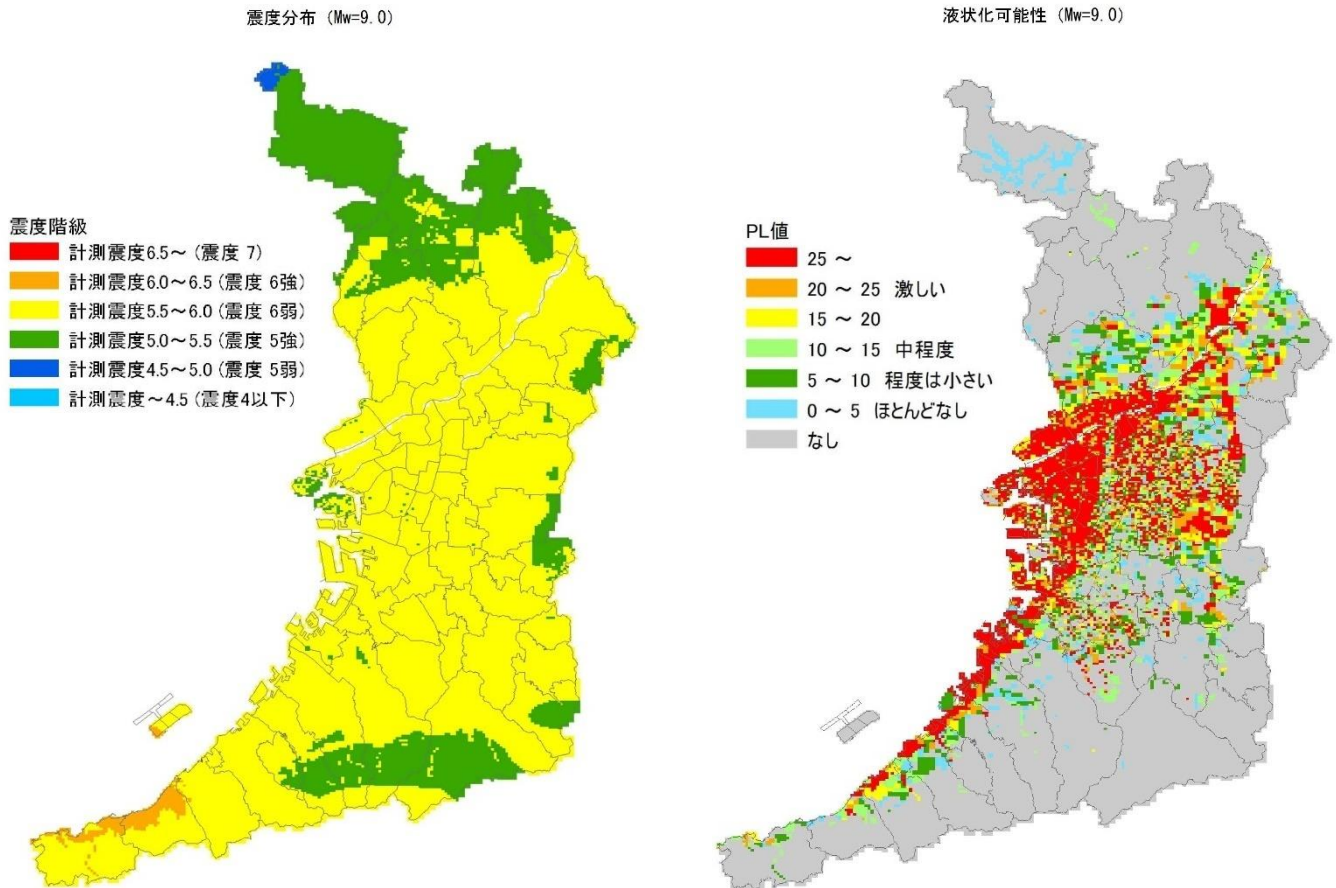 震度分布 (Mw=9.0)
震度階級
計測震度6.5～ (震度 7)
計測震度6.0～6.5 (震度 6強)
計測震度5.5～6.0 (震度 6弱)
計測震度5.0～5.5 (震度 5強)
計測震度4.5～5.0 (震度 5弱)
計測震度～4.5 (震度4以下)
液状化可能性 (Mw=9.0)
PL値
25 ～
20 ～ 25 激しい
15 ～ 20
10 ～ 15 中程度
5 ～ 10 程度は小さい
0 ～ 5 ほとんどなし
なし